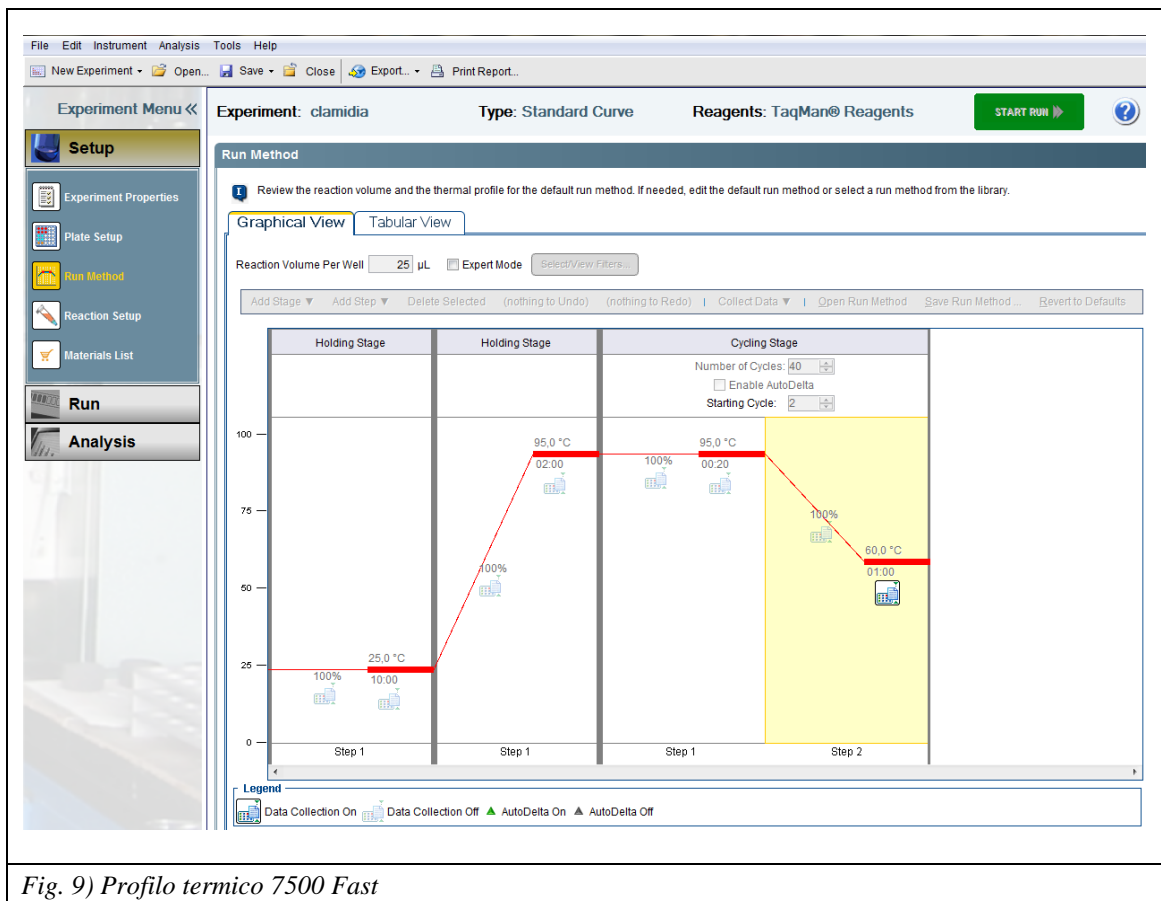 File Edit Instrument Analysis Tools Help
New Experiment Open... Save Close Export... Print Report...
Experiment Menu «
Experiment: clamidia Type: Standard Curve Reagents: TaqMan® Reagents START RUN
Setup
Run Method
Experiment Properties
Plate Setup
Run Method
Reaction Setup
Materials List
Run
Analysis
Review the reaction volume and the thermal profile for the default run method. If needed, edit the default run method or select a run method from the library.
Graphical View Tabular View
Reaction Volume Per Well 25 µL Expert Mode Select/View Filters...
Add Stage ▼ Add Step ▼ Delete Selected (nothing to Undo) (nothing to Redo) | Collect Data ▼ | Open Run Method Save Run Method ... Revert to Defaults
Holding Stage Holding Stage Cycling Stage
Number of Cycles: 40
Enable AutoDelta
Starting Cycle: 2
100
95,0 °C 95,0 °C
02:00 100% 00:20
75
100%
60,0 °C
100% 01:00
50
25
25,0 °C
100% 10:00
0
Step 1 Step 1 Step 1 Step 2
Legend
Data Collection On Data Collection Off AutoDelta On AutoDelta Off
Fig. 9) Profilo termico 7500 Fast